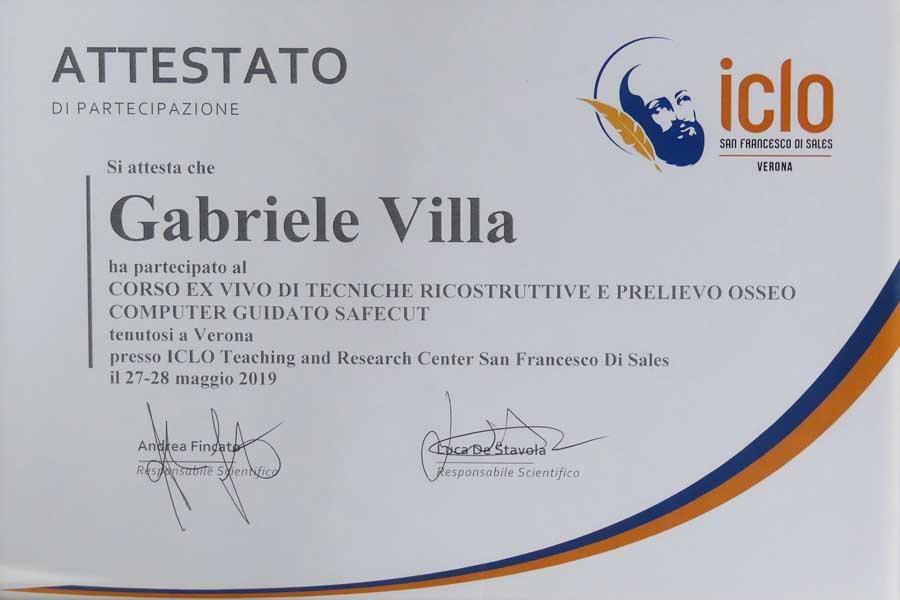 ATTESTATO
DI PARTECIPAZIONE
iclo
SAN FRANCESCO DI SALES
VERONA
Si attesta che
Gabriele Villa
ha partecipato al
CORSO EX VIVO DI TECNICHE RICOSTRUTTIVE E PRELIEVO OSSEO
COMPUTER GUIDATO SAFECUT
tenutosi a Verona
presso ICLO Teaching and Research Center San Francesco Di Sales
il 27-28 maggio 2019
Andrea Fincato
Responsabile Scientifico
Luca De Stavola
Responsabile Scientifico